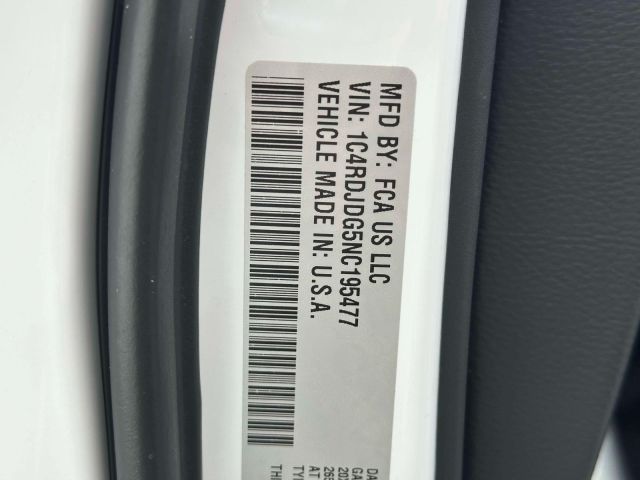 MFD BY: FCA US LLC
VIN: 1C4RDJDG5NC195477
VEHICLE MADE IN: U.S.A.